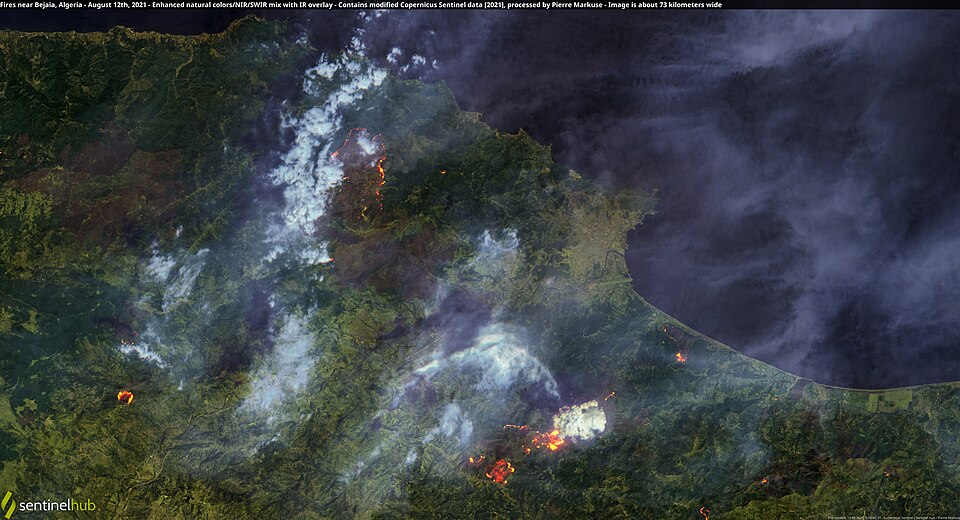 Fires near Bejaia, Algeria - August 12th, 2021 - Enhanced natural colors/NIR/SWIR mix with IR overlay - Contains modified Copernicus Sentinel data [2021], processed by Pierre Markuse - Image is about 73 kilometers wide
sentinelhub